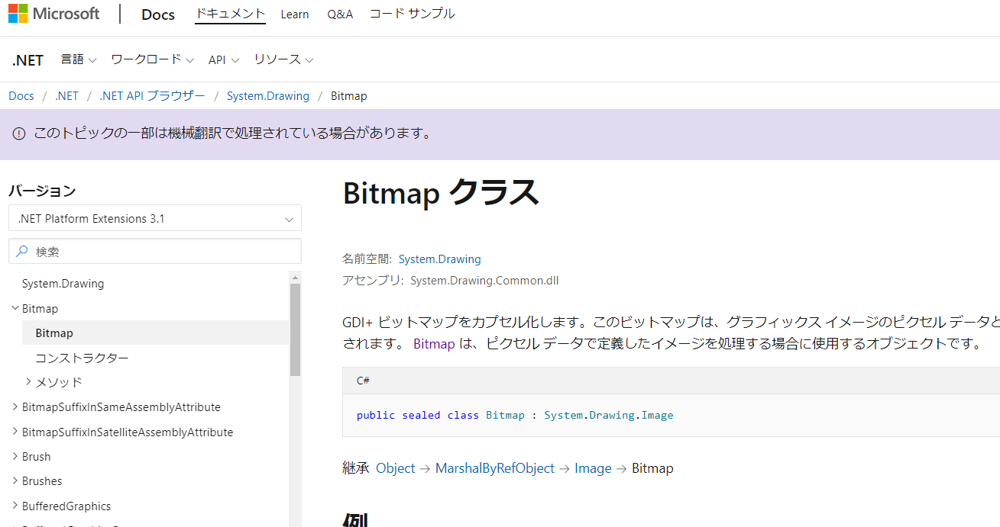 Microsoft Docs ドキュメント Learn Q&A コード サンプル
.NET 言語 ワークロード API リソース
Docs / .NET / .NET API ブラウザー / System.Drawing / Bitmap
このトピックの一部は機械翻訳で処理されている場合があります。
バージョン
.NET Platform Extensions 3.1
検索
System.Drawing
Bitmap
Bitmap
コンストラクター
メソッド
BitmapSuffixInSameAssemblyAttribute
BitmapSuffixInSatelliteAssemblyAttribute
Brush
Brushes
BufferedGraphics
Bitmap クラス
名前空間: System.Drawing
アセンブリ: System.Drawing.Common.dll
GDI+ ビットマップをカプセル化します。このビットマップは、グラフィックス イメージのピクセル データと
されます。 Bitmap は、ピクセル データで定義したイメージを処理する場合に使用するオブジェクトです。
C#
public sealed class Bitmap : System.Drawing.Image
継承 Object → MarshalByRefObject → Image → Bitmap
例